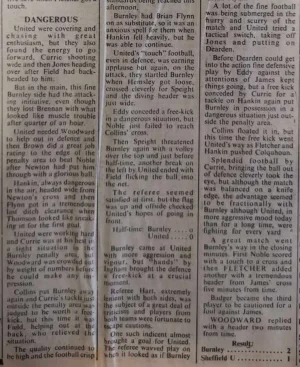 touch.
DANGEROUS
United were covering and
chasing with great
enthusiasm, but they also
found the energy to go
forward, Currie shooting
wide and then Jones heading
over after Field had back-
headed to him.
But in the main, this fine
Burnley side had the attack-
ing initiative, even though
they lost Brennan with what
looked like muscle trouble
after quarter of an hour.
United needed Woodward
to help out in defence and
then Brown did a great job
racing to the edge of the
penalty area to beat Noble
after Newton had put him
through with a glorious ball.
Hankin, always dangerous
in the air, headed wide from
Newton's cross and then
Flynn put in a tremendous
last ditch clearance when
Thomson looked like
ing in for the first goal.
United were working hard
and Currie was at his best in
a tight situation in the
Burnley penalty area, but
Woodward was crowded out
by weight of numbers before
he could make any im-
pression.
Collins put Burnley away
again and Currie's tackle just
outside the penalty area was
judged to be worth a free
kick, but this time it was
Field, helping out at the
back who relieved the
situation.
The quality continued to
be high and the football crisp
afternoon.
Burnley had Brian Flynn
on as substitute, so it was an
anxious spell for them when
Hankin fell heavily, but he
was able to continue.
United's "touch" football,
even in defence, was earning
applause but again, on the
attack, they startled Burnley
when Hemsley got loose,
crossed cleverly for Speight
and the diving header was
just wide.
Eddy conceded a free-kick
in a dangerous situation, but
Noble just failed to reach
Collins' cross.
Then Speight threatened
Burnley again with a volley
over the top and just before
half-time, another break on
the left by United ended with
Field flicking the ball into
the net.
The referee seemed
satisfied at first, but the flag
was up and offside checked
United's hopes of going in
front.
Half-time: Burnley
United ..... 0
Burnley came at United
with more aggression and
vigour, but "hands" by
Ingham brought the defence
a free-kick at a crucial
moment.
Referee Hart, extremely
with both sides, was
the subject of a great deal of
criticism and players from
both teams were fortunate to
escape cautions.
One such incident almost
brought a goal for United.
The referee waved play on
when it looked as if Burnley
A lot of the fine football
was being submerged in the
hurry and scurry of the
match and United tried a
tactical switch, taking off
Jones and putting on
Dearden.
Before Dearden could get
into the action fine defensive
play by Eddy against the
attentions of James kept
things going, but a free kick
conceded by Currie for a
tackle on Hankin again put
Burnley in possession in a
dangerous situation just out-
side the penalty area.
Collins floated it in, but
this time the free kick went
United's way as Fletcher and
Hankin pushed Colquhoun.
Splendid football by
Currie, bringing the ball out
of defence cleverly took the
eye, but although the match
was balanced on a knife
edge, the advantage seemed
to be fractionally with
Burnley although United, in
more aggressive mood today
than for a long time, were
fighting for every yard.
A great match went
Burnley's way in the closing
minutes. First Noble scored
with a touch to a cross and
then FLETCHER added
another with a tremendous
header from James' cross
five minutes from time.
Badger became the third
player to be cautioned for a
foul against James.
WOODWARD replied
with a header two minutes
from time.
Result:
Burnley ................ 2
Sheffield U ............ 1